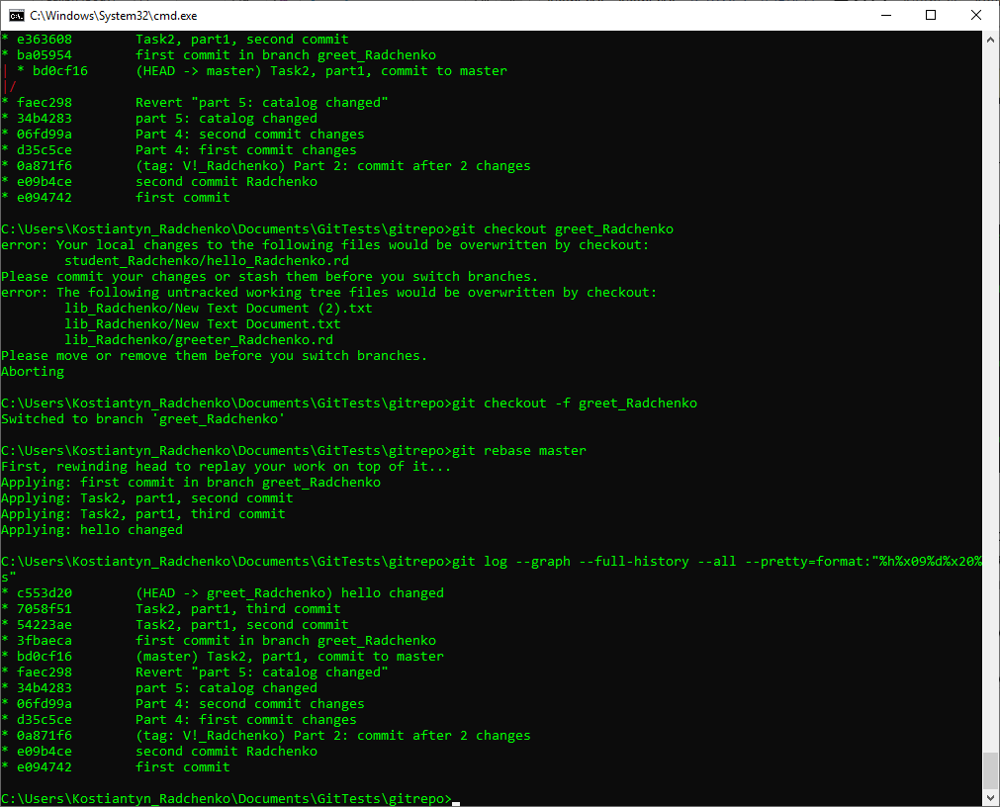 C:\Windows\System32\cmd.exe
* e363608        Task2, part1, second commit
* ba05954        first commit in branch greet_Radchenko
| * bd0cf16      (HEAD -> master) Task2, part1, commit to master
|/
* faec298        Revert "part 5: catalog changed"
* 34b4283        part 5: catalog changed
* 06fd99a        Part 4: second commit changes
* d35c5ce        Part 4: first commit changes
* 0a871f6        (tag: V!_Radchenko) Part 2: commit after 2 changes
* e09b4ce        second commit Radchenko
* e094742        first commit
C:\Users\Kostiantyn_Radchenko\Documents\GitTests\gitrepo>git checkout greet_Radchenko
error: Your local changes to the following files would be overwritten by checkout:
        student_Radchenko/hello_Radchenko.rd
Please commit your changes or stash them before you switch branches.
error: The following untracked working tree files would be overwritten by checkout:
        lib_Radchenko/New Text Document (2).txt
        lib_Radchenko/New Text Document.txt
        lib_Radchenko/greeter_Radchenko.rd
Please move or remove them before you switch branches.
Aborting
C:\Users\Kostiantyn_Radchenko\Documents\GitTests\gitrepo>git checkout -f greet_Radchenko
Switched to branch 'greet_Radchenko'
C:\Users\Kostiantyn_Radchenko\Documents\GitTests\gitrepo>git rebase master
First, rewinding head to replay your work on top of it...
Applying: first commit in branch greet_Radchenko
Applying: Task2, part1, second commit
Applying: Task2, part1, third commit
Applying: hello changed
C:\Users\Kostiantyn_Radchenko\Documents\GitTests\gitrepo>git log --graph --full-history --all --pretty=format:"%h%x09%d%x20%
s"
* c553d20        (HEAD -> greet_Radchenko) hello changed
* 7058f51        Task2, part1, third commit
* 54223ae        Task2, part1, second commit
* 3fbaeca        first commit in branch greet_Radchenko
* bd0cf16        (master) Task2, part1, commit to master
* faec298        Revert "part 5: catalog changed"
* 34b4283        part 5: catalog changed
* 06fd99a        Part 4: second commit changes
* d35c5ce        Part 4: first commit changes
* 0a871f6        (tag: V!_Radchenko) Part 2: commit after 2 changes
* e09b4ce        second commit Radchenko
* e094742        first commit
C:\Users\Kostiantyn_Radchenko\Documents\GitTests\gitrepo>